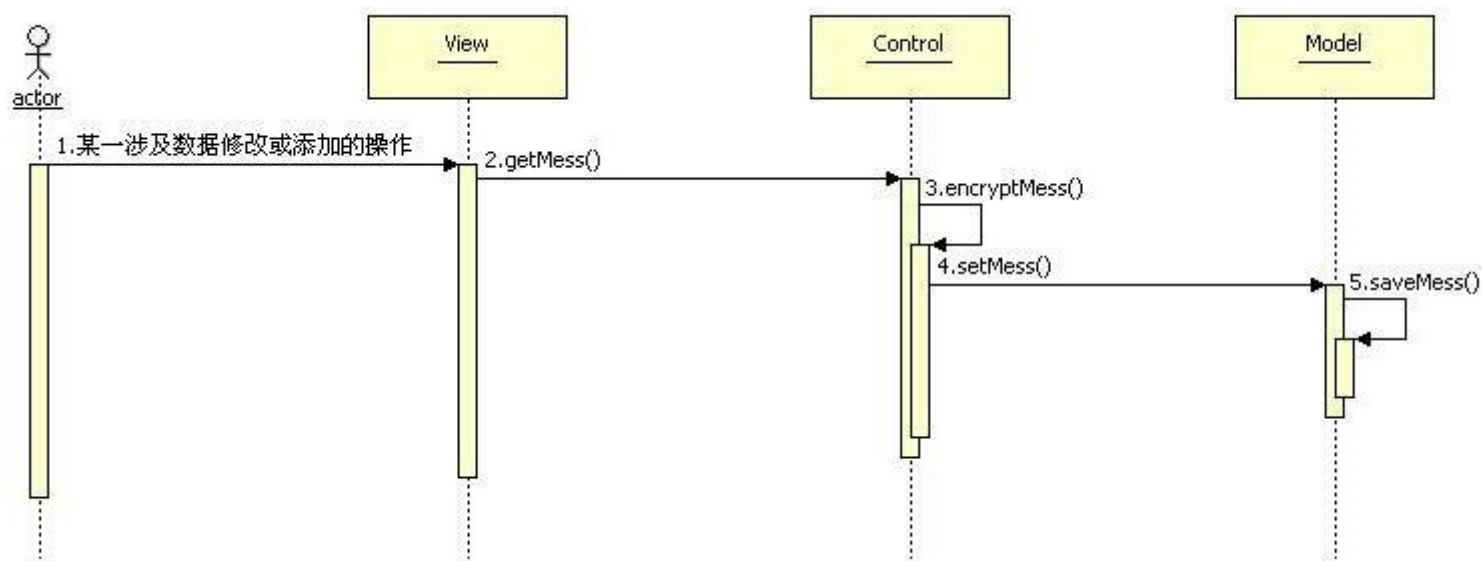 View
Control
Model
actor
1.某一涉及数据修改或添加的操作
2.getMess()
3.encryptMess()
4.setMess()
5.saveMess()